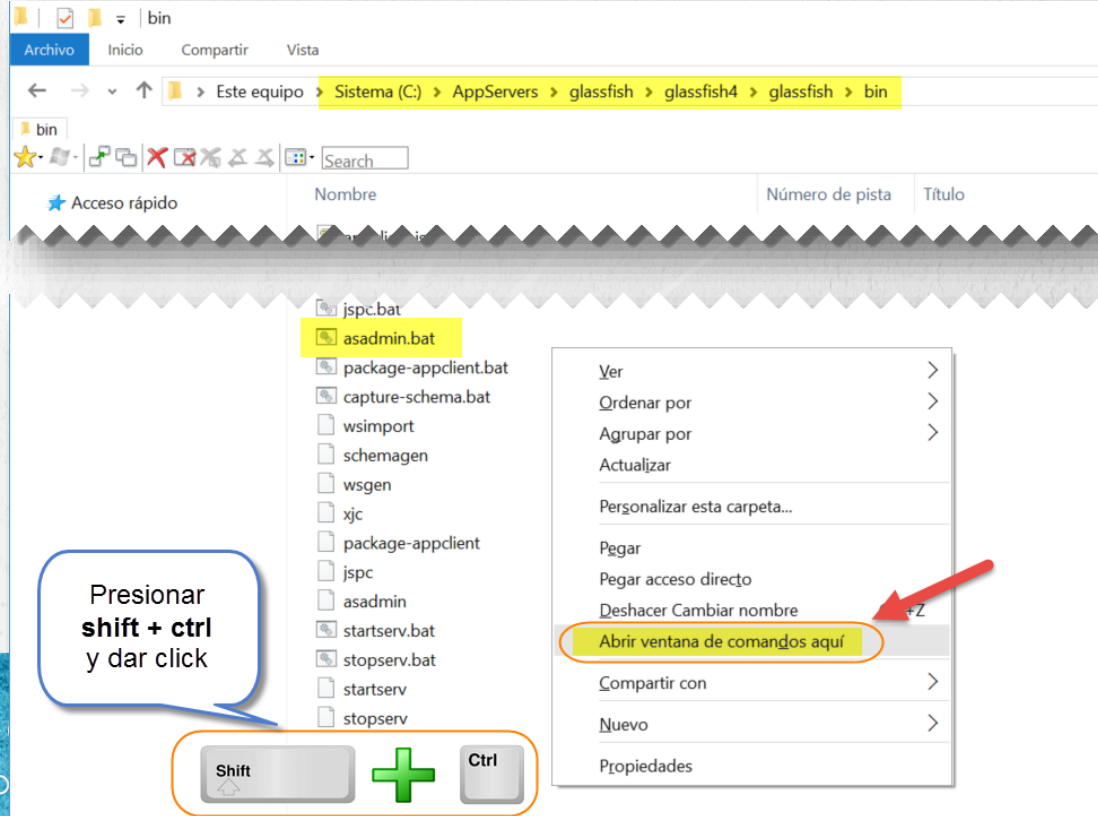 bin
Archivo Inicio Compartir Vista
Este equipo > Sistema (C:) > AppServers > glassfish > glassfish4 > glassfish > bin
bin
Search
Acceso rápido
Nombre Número de pista Título
jspc.bat
asadmin.bat
package-appclient.bat
capture-schema.bat
wsimport
schemagen
wsgen
xjc
package-appclient
jspc
asadmin
startserv.bat
stopserv.bat
startserv
stopserv
Ver
Ordenar por
Agrupar por
Actualizar
Personalizar esta carpeta...
Pegar
Pegar acceso directo
Deshacer Cambiar nombre +Z
Abrir ventana de comandos aquí
Compartir con
Nuevo
Propiedades
Presionar
shift + ctrl
y dar click
Shift
Ctrl